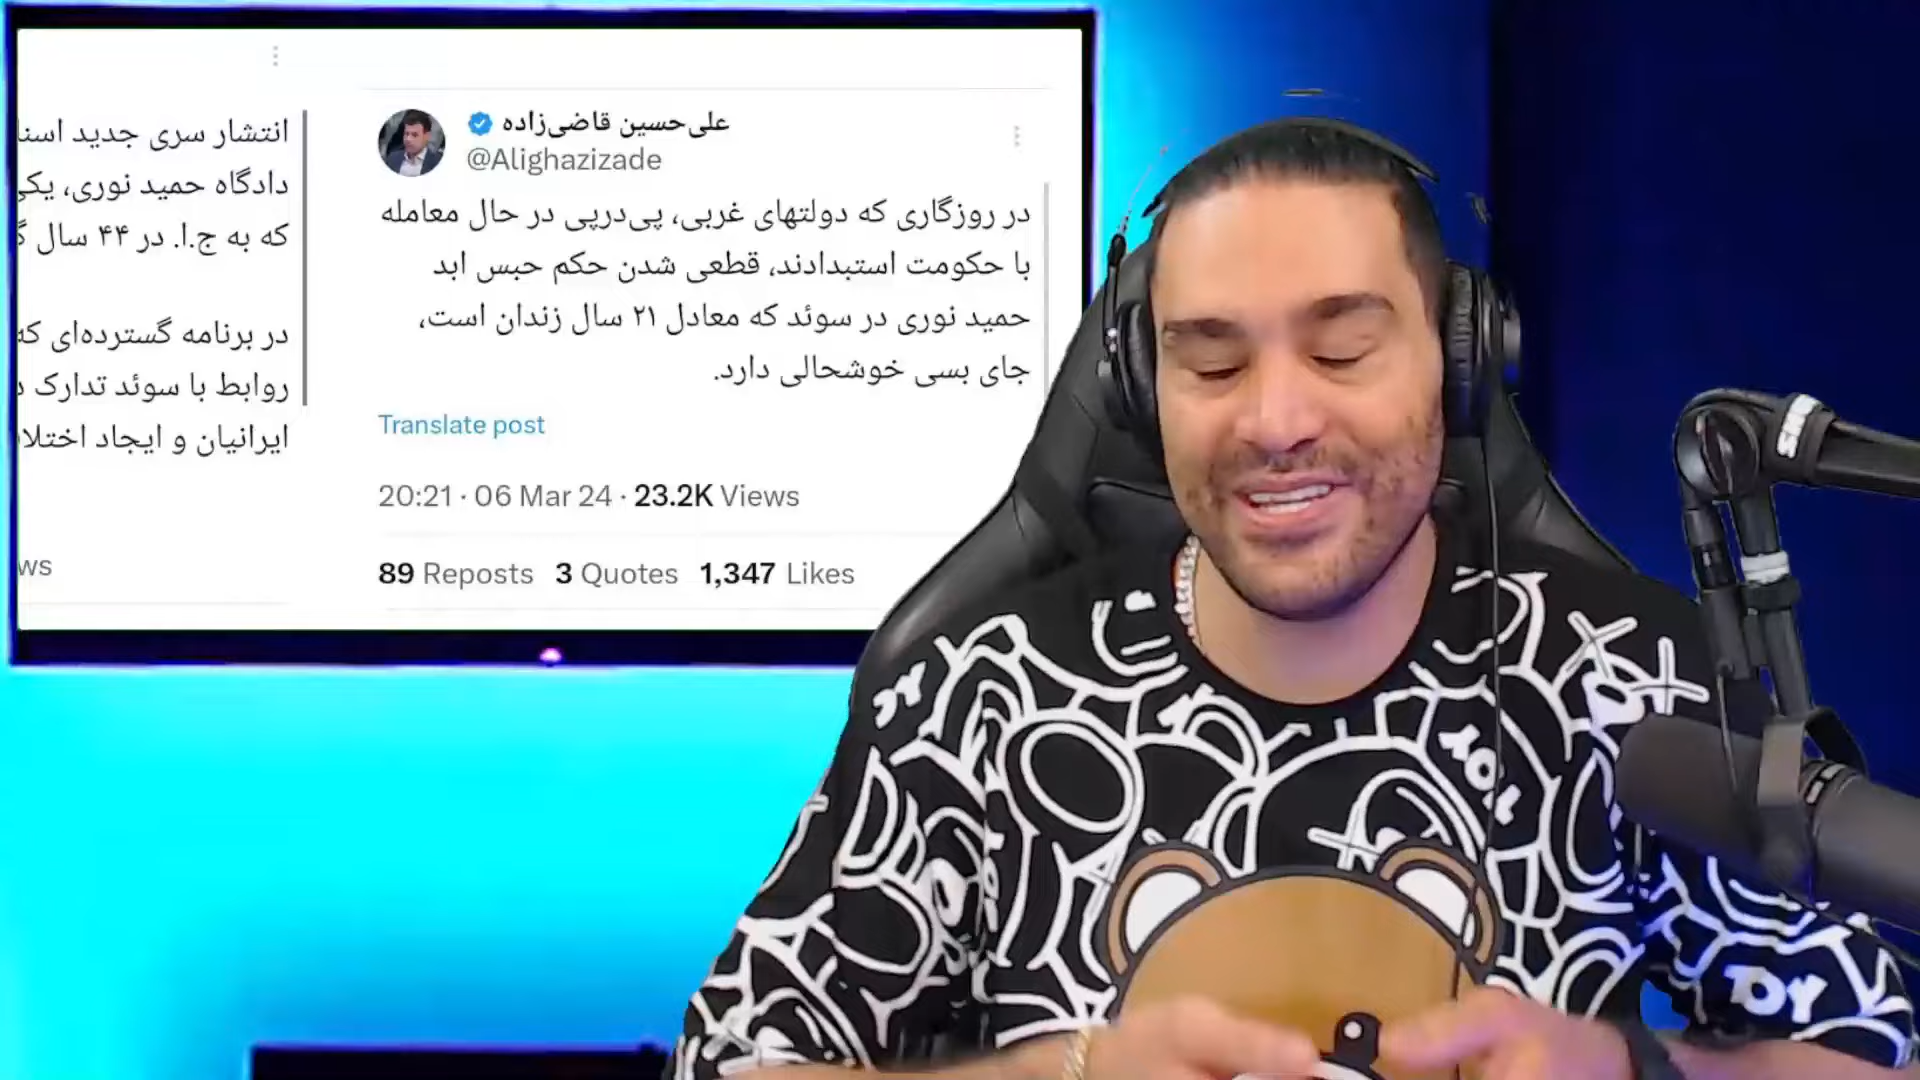 انتشار سری جدید
دادگاه حمید نوری،
که به ج.ا. در ۴۴ سال
در برنامه گسترده‌ای
روابط با سوئد تدارک
ایرانیان و ایجاد
علی‌حسین قاضی‌زاده
@Alighazizade
در روزگاری که دولتهای غربی، پی‌درپی در حال معامله
با حکومت استبدادند، قطعی شدن حکم حبس ابد
حمید نوری در سوئد که معادل ۲۱ سال زندان است،
جای بسی خوشحالی دارد.
Translate post
20:21 · 06 Mar 24 · 23.2K Views
89 Reposts 3 Quotes 1,347 Likes
TOY